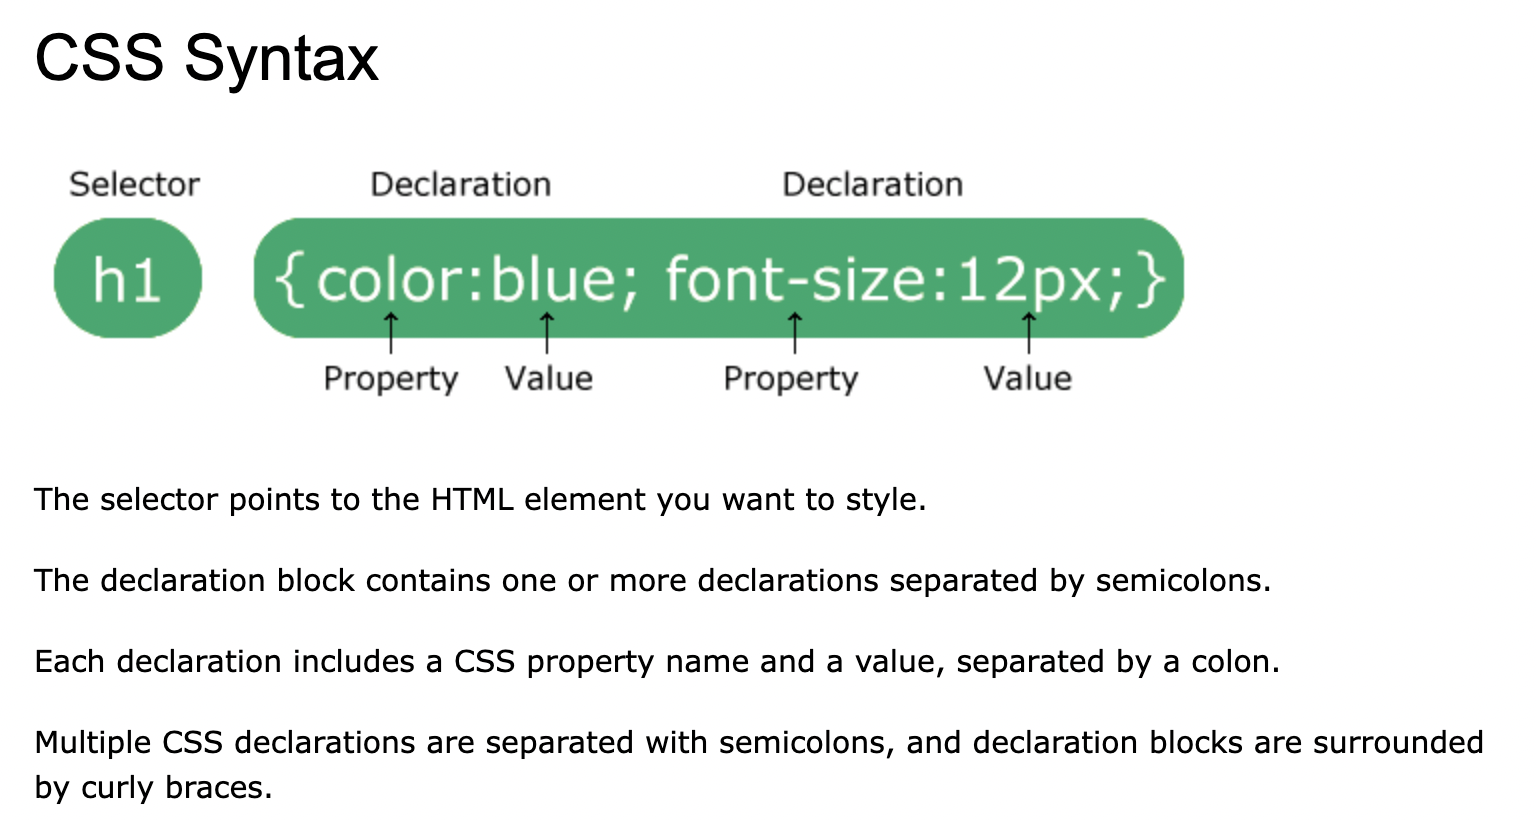 CSS Syntax
Selector Declaration Declaration
h1 {color:blue; font-size:12px;}
Property Value Property Value
The selector points to the HTML element you want to style.
The declaration block contains one or more declarations separated by semicolons.
Each declaration includes a CSS property name and a value, separated by a colon.
Multiple CSS declarations are separated with semicolons, and declaration blocks are surrounded
by curly braces.